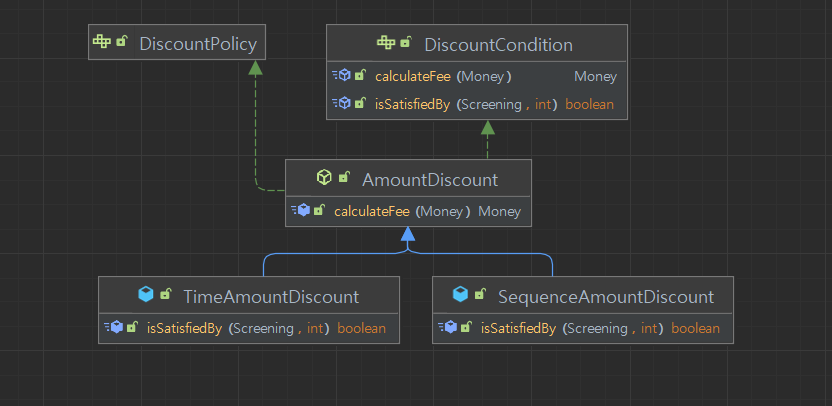 DiscountPolicy
DiscountCondition
calculateFee (Money) Money
isSatisfiedBy (Screening , int) boolean
AmountDiscount
calculateFee (Money) Money
TimeAmountDiscount
isSatisfiedBy (Screening , int) boolean
SequenceAmountDiscount
isSatisfiedBy (Screening , int) boolean